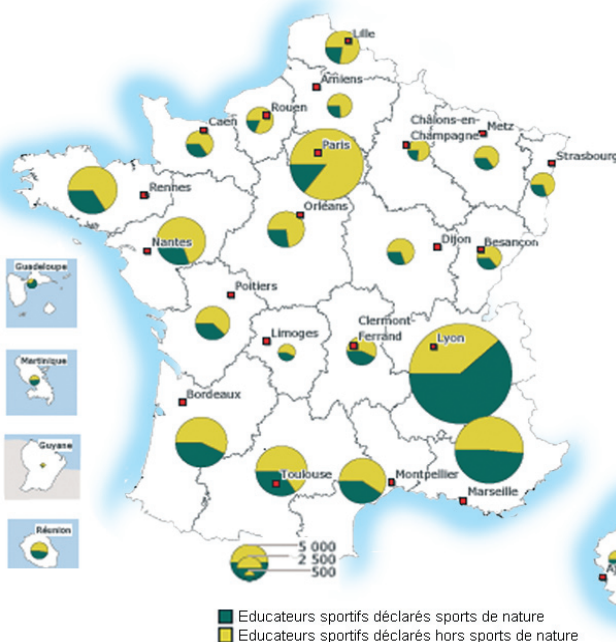 Lille
Amiens
Rouen
Caen
Châlons-en-
Champagne
Metz
Paris
Strasbourg
Rennes
Orléans
Nantes
Dijon
Besançon
Guadeloupe
Poitiers
Clermont-
Ferrand
Limoges
Lyon
Martinique
Bordeaux
Guyane
Toulouse
Montpellier
Marseille
Réunion
5 000
2 500
500
Educateurs sportifs déclarés sports de nature
Educateurs sportifs déclarés hors sports de nature